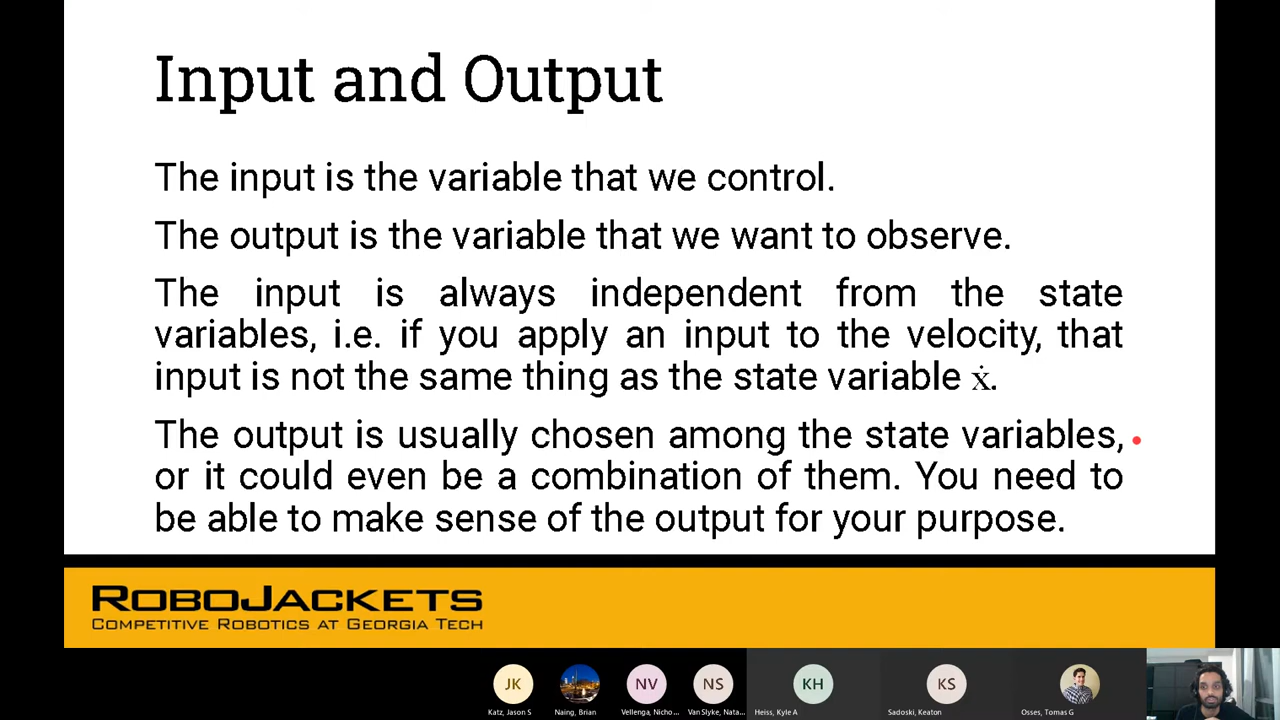 Input and Output
The input is the variable that we control.
The output is the variable that we want to observe.
The input is always independent from the state
variables, i.e. if you apply an input to the velocity, that
input is not the same thing as the state variable ẋ.
The output is usually chosen among the state variables,
or it could even be a combination of them. You need to
be able to make sense of the output for your purpose.
ROBOJACKETS
COMPETITIVE ROBOTICS AT GEORGIA TECH
JK NV NS KH KS
Katz, Jason S Naing, Brian Vellenga, Nicho ... Van Slyke, Nata... Heiss, Kyle A Sadoski, Keaton Osses, Tomas G